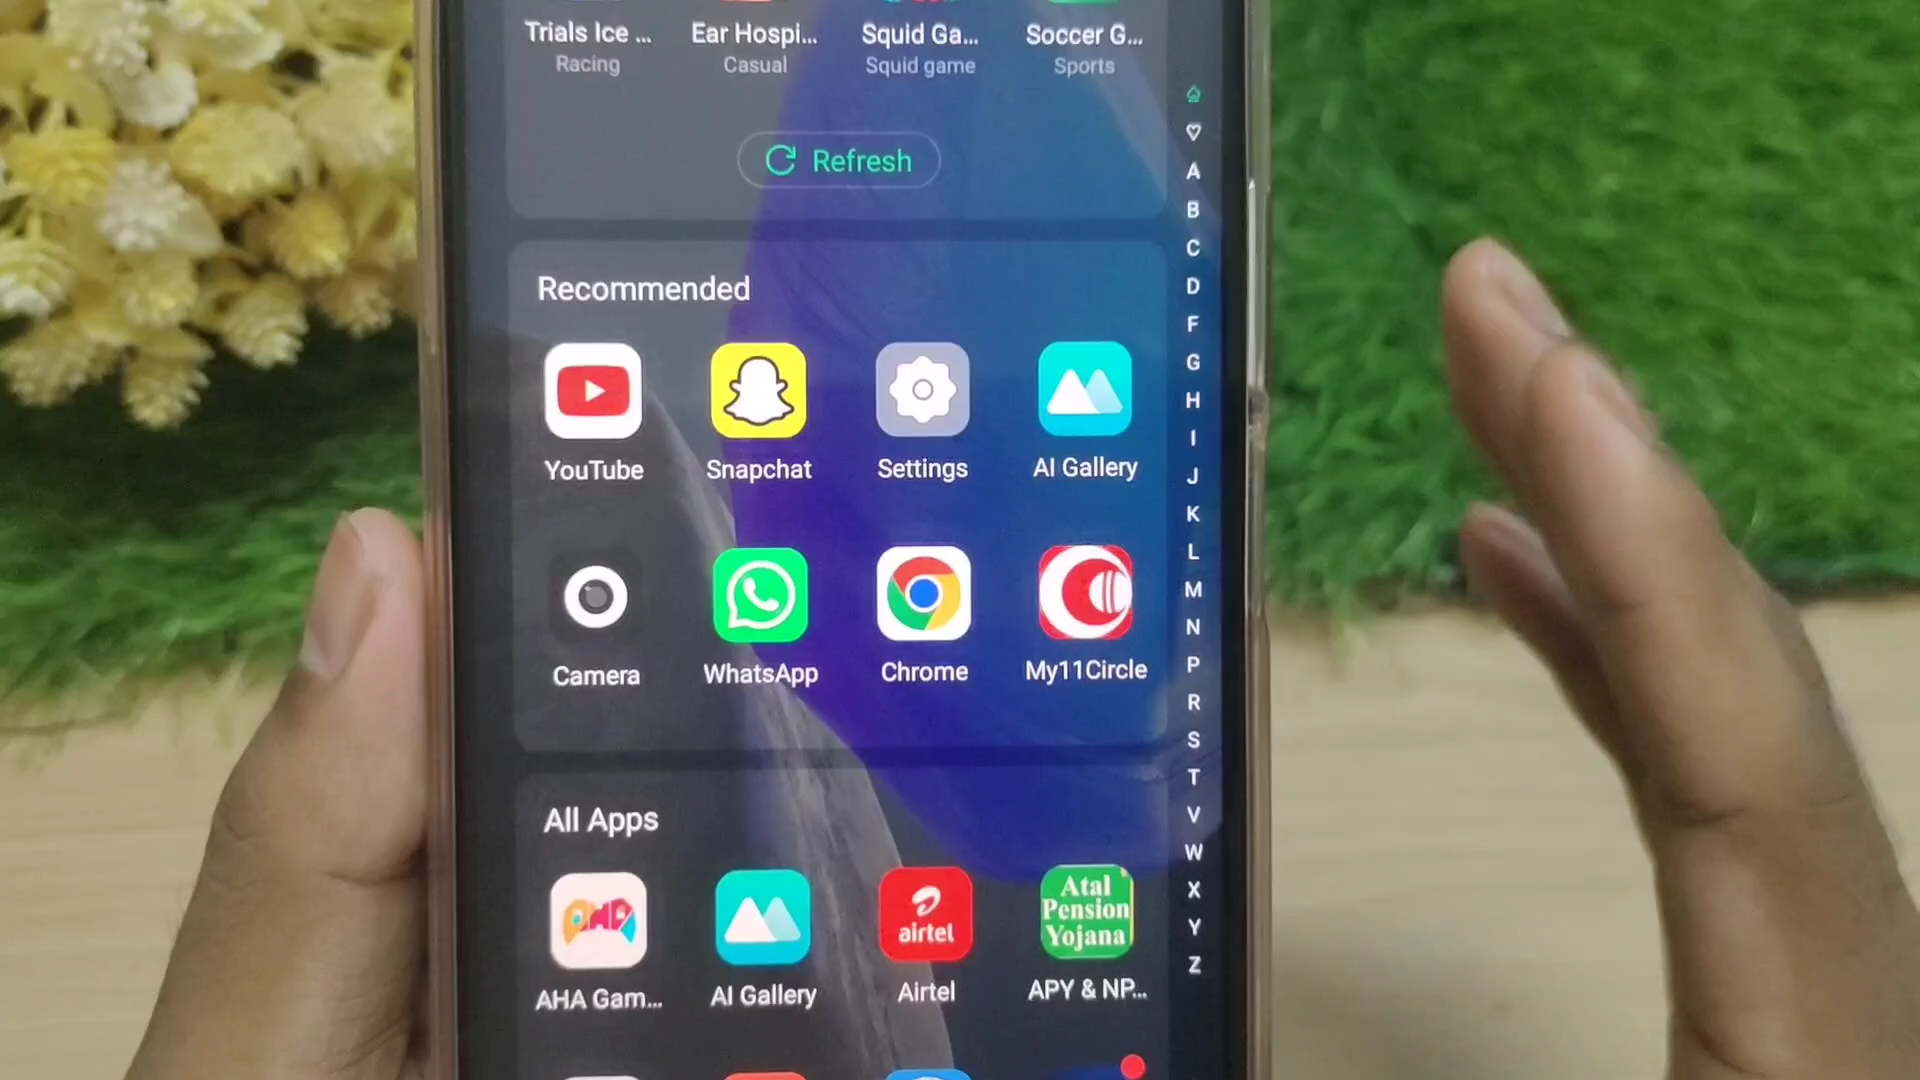 Trials Ice ... Ear Hospi... Squid Ga... Soccer G...
Racing Casual Squid game Sports
Refresh
Recommended
YouTube Snapchat Settings AI Gallery
Camera WhatsApp Chrome My11Circle
All Apps
airtel
Atal
Pension
Yojana
AHA Gam... AI Gallery Airtel APY & NP...
A
B
C
D
F
G
H
I
J
K
L
M
N
P
R
S
T
V
W
X
Y
Z